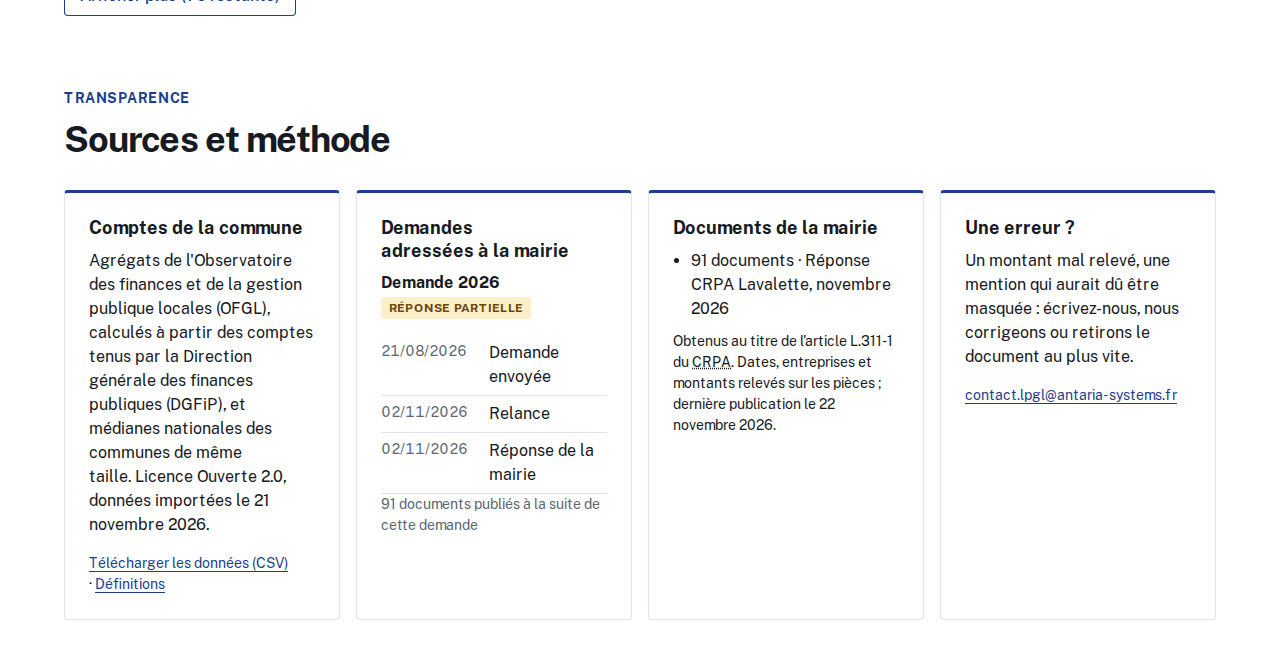 TRANSPARENCE
Sources et méthode
Comptes de la commune
Agrégats de l'Observatoire
des finances et de la gestion
publique locales (OFGL),
calculés à partir des comptes
tenus par la Direction
générale des finances
publiques (DGFiP), et
médianes nationales des
communes de même
taille. Licence Ouverte 2.0,
données importées le 21
novembre 2026.
Télécharger les données (CSV)
· Définitions
Demandes
adressées à la mairie
Demande 2026
RÉPONSE PARTIELLE
21/08/2026 Demande
envoyée
02/11/2026 Relance
02/11/2026 Réponse de la
mairie
91 documents publiés à la suite de
cette demande
Documents de la mairie
• 91 documents · Réponse
CRPA Lavalette, novembre
2026
Obtenus au titre de l'article L.311-1
du CRPA. Dates, entreprises et
montants relevés sur les pièces ;
dernière publication le 22
novembre 2026.
Une erreur ?
Un montant mal relevé, une
mention qui aurait dû être
masquée : écrivez-nous, nous
corrigeons ou retirons le
document au plus vite.
contact.lpgl@antaria-systems.fr